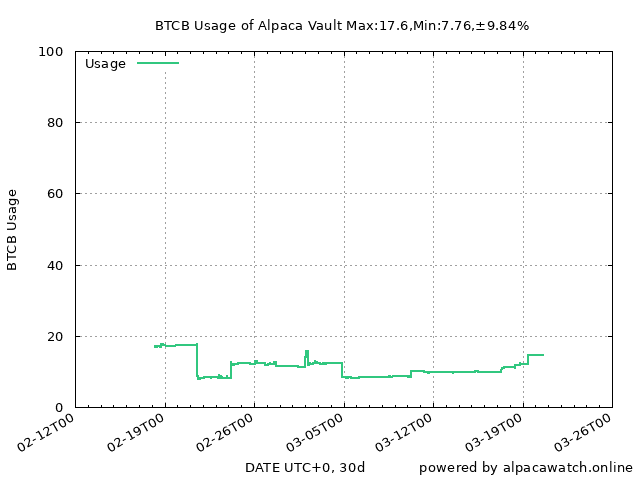 BTCB Usage of Alpaca Vault Max:17.6,Min:7.76,±9.84%
100
Usage
80
60
BTCB Usage
40
20
0
02-12T00
02-19T00
02-26T00
03-05T00
03-12T00
03-19T00
03-26T00
DATE UTC+0, 30d
powered by alpacawatch.online